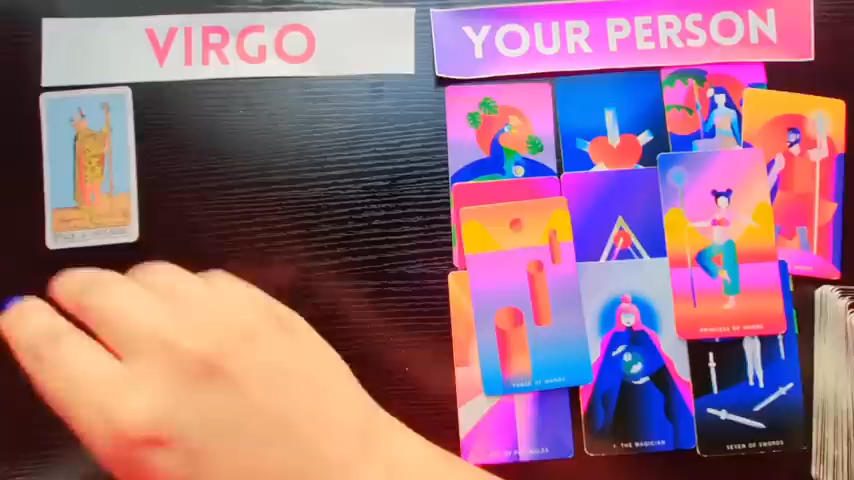 VIRGO
YOUR PERSON
PRINCESS OF WANDS
THREE OF WANDS
I. THE MAGICIAN
SEVEN OF SWORDS